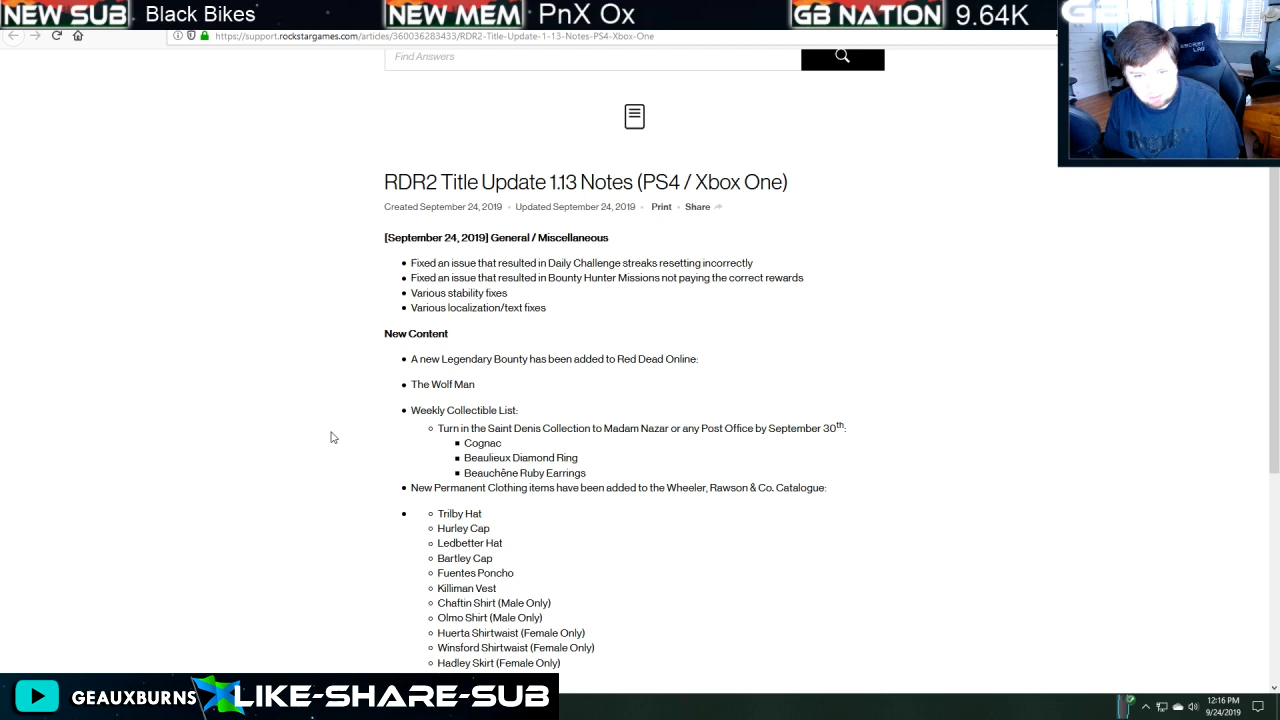 NEW SUB Black Bikes NEW MEM PnX Ox GB NATION 9.64K
https://support.rockstargames.com/articles/360036283433/RDR2-Title-Update-1-13-Notes-PS4-Xbox-One
Find Answers
RDR2 Title Update 1.13 Notes (PS4 / Xbox One)
Created September 24, 2019 • Updated September 24, 2019 • Print • Share
[September 24, 2019] General / Miscellaneous
• Fixed an issue that resulted in Daily Challenge streaks resetting incorrectly
• Fixed an issue that resulted in Bounty Hunter Missions not paying the correct rewards
• Various stability fixes
• Various localization/text fixes
New Content
• A new Legendary Bounty has been added to Red Dead Online:
• The Wolf Man
• Weekly Collectible List:
○ Turn in the Saint Denis Collection to Madam Nazar or any Post Office by September 30th:
■ Cognac
■ Beaulieux Diamond Ring
■ Beauchêne Ruby Earrings
• New Permanent Clothing items have been added to the Wheeler, Rawson & Co. Catalogue:
• ○ Trilby Hat
○ Hurley Cap
○ Ledbetter Hat
○ Bartley Cap
○ Fuentes Poncho
○ Killiman Vest
○ Chaftin Shirt (Male Only)
○ Olmo Shirt (Male Only)
○ Huerta Shirtwaist (Female Only)
○ Winsford Shirtwaist (Female Only)
○ Hadley Skirt (Female Only)
GEAUXBURNS LIKE-SHARE-SUB
12:16 PM
9/24/2019